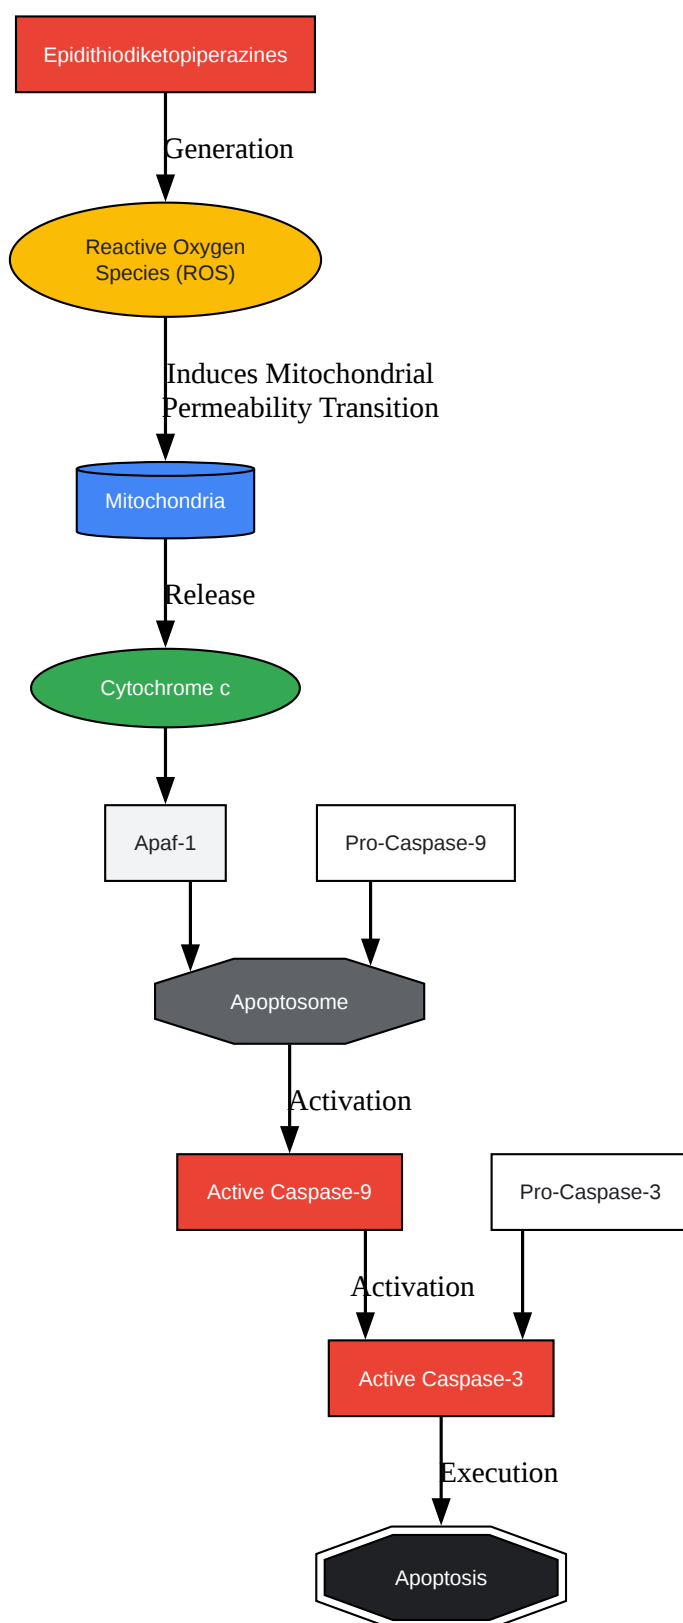 Epidithiodiketopiperazines
Generation
Reactive Oxygen
Species (ROS)
Induces Mitochondrial
Permeability Transition
Mitochondria
Release
Cytochrome c
Apaf-1
Pro-Caspase-9
Apoptosome
Activation
Active Caspase-9
Pro-Caspase-3
Activation
Active Caspase-3
Execution
Apoptosis